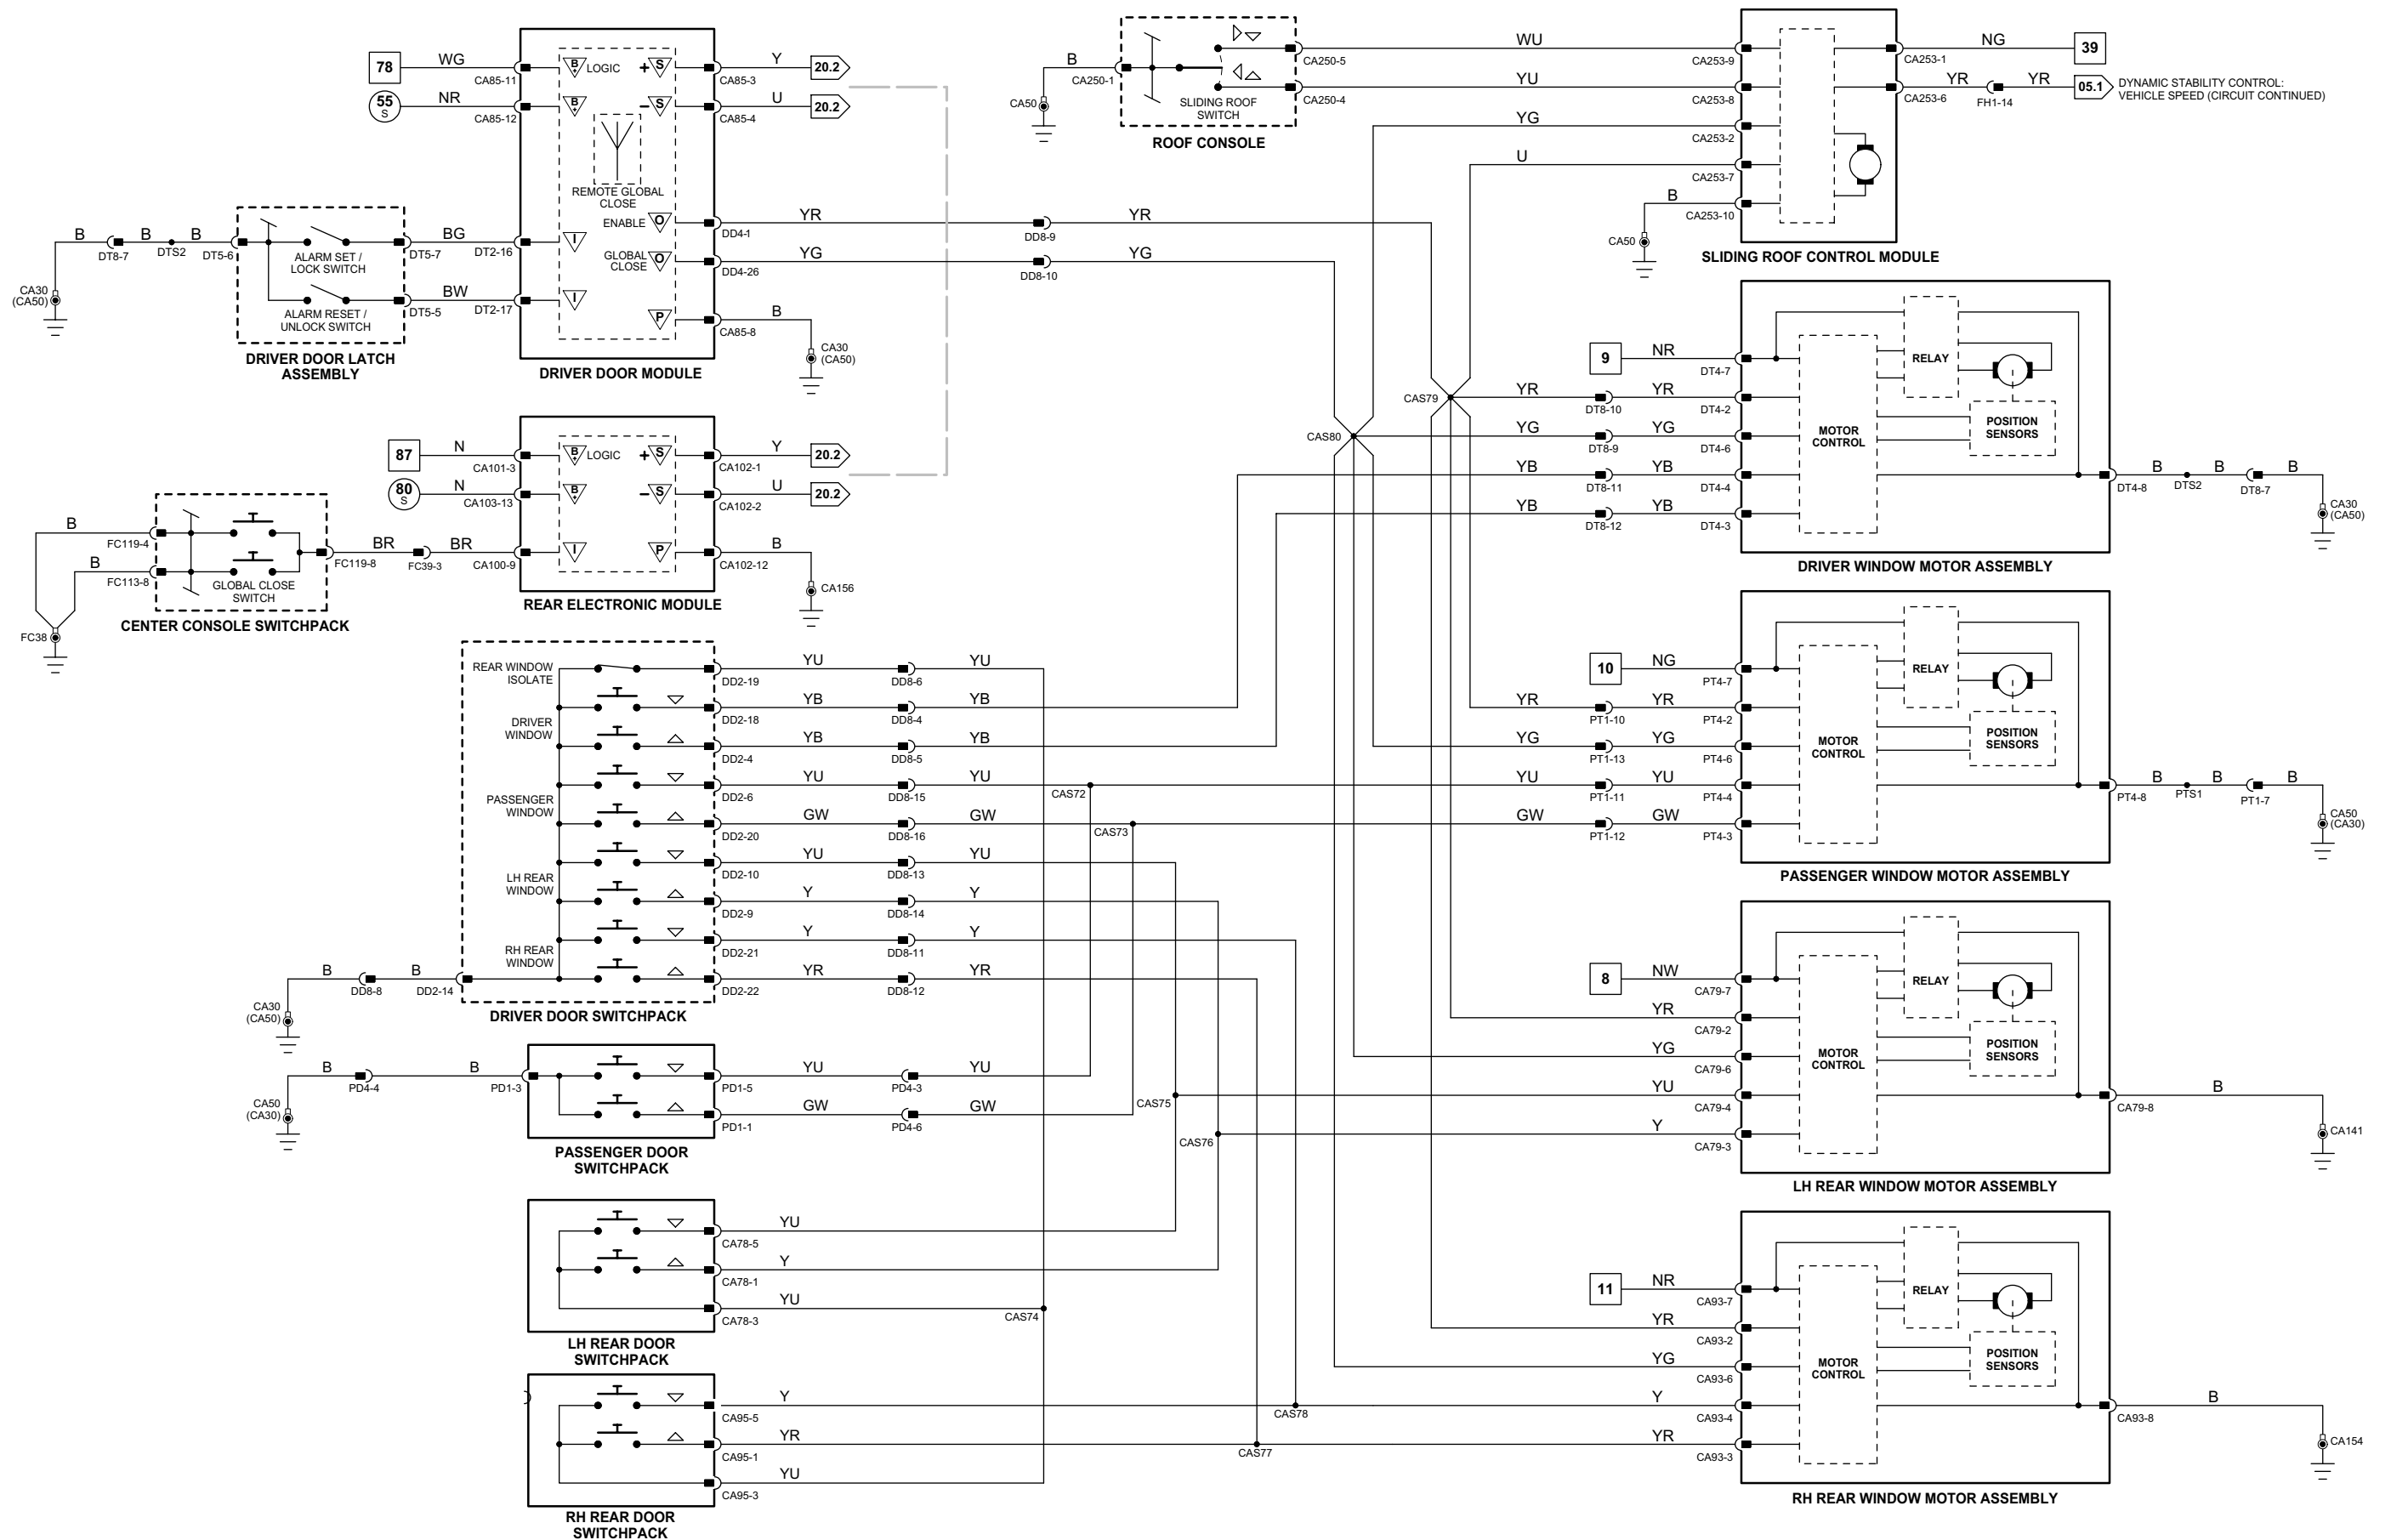 78
WG
CA85-11
55
S
NR
CA85-12
B+
LOGIC
B+
+
S
-
S
CA85-3
Y
20.2
CA85-4
U
20.2
REMOTE GLOBAL
CLOSE
ENABLE
O
DD4-1
YR
DD8-9
YR
GLOBAL
CLOSE
O
DD4-26
YG
DD8-10
YG
I
I
P
CA85-8
B
CA30
(CA50)
DRIVER DOOR MODULE
CA30
(CA50)
B
DT8-7
B
DTS2
B
DT5-6
ALARM SET /
LOCK SWITCH
ALARM RESET /
UNLOCK SWITCH
DT5-7
BG
DT2-16
DT5-5
BW
DT2-17
DRIVER DOOR LATCH
ASSEMBLY
87
N
CA101-3
80
S
N
CA103-13
B+
LOGIC
B+
I
+
S
-
S
P
CA102-1
Y
20.2
CA102-2
U
20.2
CA102-12
B
CA156
REAR ELECTRONIC MODULE
B
FC119-4
B
FC113-8
FC38
GLOBAL CLOSE
SWITCH
FC119-8
BR
FC39-3
BR
CA100-9
CENTER CONSOLE SWITCHPACK
REAR WINDOW
ISOLATE
DD2-19
YU
DD8-6
YU
DRIVER
WINDOW
DD2-18
YB
DD8-4
YB
DD2-4
YB
DD8-5
YB
PASSENGER
WINDOW
DD2-6
YU
DD8-15
YU
CAS72
DD2-20
GW
DD8-16
GW
CAS73
LH REAR
WINDOW
DD2-10
YU
DD8-13
YU
DD2-9
Y
DD8-14
Y
RH REAR
WINDOW
DD2-21
Y
DD8-11
Y
DD2-22
YR
DD8-12
YR
CA30
(CA50)
B
DD8-8
B
DD2-14
DRIVER DOOR SWITCHPACK
CA50
(CA30)
B
PD4-4
B
PD1-3
PD1-5
YU
PD4-3
YU
PD1-1
GW
PD4-6
GW
PASSENGER DOOR
SWITCHPACK
CAS75
CAS76
CA78-5
YU
CA78-1
Y
CA78-3
YU
CAS74
LH REAR DOOR
SWITCHPACK
CA95-5
Y
CAS78
CA95-1
YR
CAS77
CA95-3
YU
RH REAR DOOR
SWITCHPACK
CA50
B
CA250-1
SLIDING ROOF
SWITCH
CA250-5
CA250-4
ROOF CONSOLE
WU
CA253-9
YU
CA253-8
YG
CA253-2
U
CA253-7
B
CA253-10
CA50
CA253-1
NG
39
CA253-6
YR
FH1-14
YR
05.1
DYNAMIC STABILITY CONTROL:
VEHICLE SPEED (CIRCUIT CONTINUED)
SLIDING ROOF CONTROL MODULE
CAS79
CAS80
9
NR
DT4-7
YR
DT8-10
YR
DT4-2
YG
DT8-9
YG
DT4-6
YB
DT8-11
YB
DT4-4
YB
DT8-12
YB
DT4-3
MOTOR
CONTROL
RELAY
POSITION
SENSORS
DT4-8
B
DTS2
B
DT8-7
B
CA30
(CA50)
DRIVER WINDOW MOTOR ASSEMBLY
10
NG
PT4-7
YR
PT1-10
YR
PT4-2
YG
PT1-13
YG
PT4-6
YU
PT1-11
YU
PT4-4
GW
PT1-12
GW
PT4-3
MOTOR
CONTROL
RELAY
POSITION
SENSORS
PT4-8
B
PTS1
B
PT1-7
B
CA50
(CA30)
PASSENGER WINDOW MOTOR ASSEMBLY
8
NW
CA79-7
YR
CA79-2
YG
CA79-6
YU
CA79-4
Y
CA79-3
MOTOR
CONTROL
RELAY
POSITION
SENSORS
CA79-8
B
CA141
LH REAR WINDOW MOTOR ASSEMBLY
11
NR
CA93-7
YR
CA93-2
YG
CA93-6
Y
CA93-4
YR
CA93-3
MOTOR
CONTROL
RELAY
POSITION
SENSORS
CA93-8
B
CA154
RH REAR WINDOW MOTOR ASSEMBLY